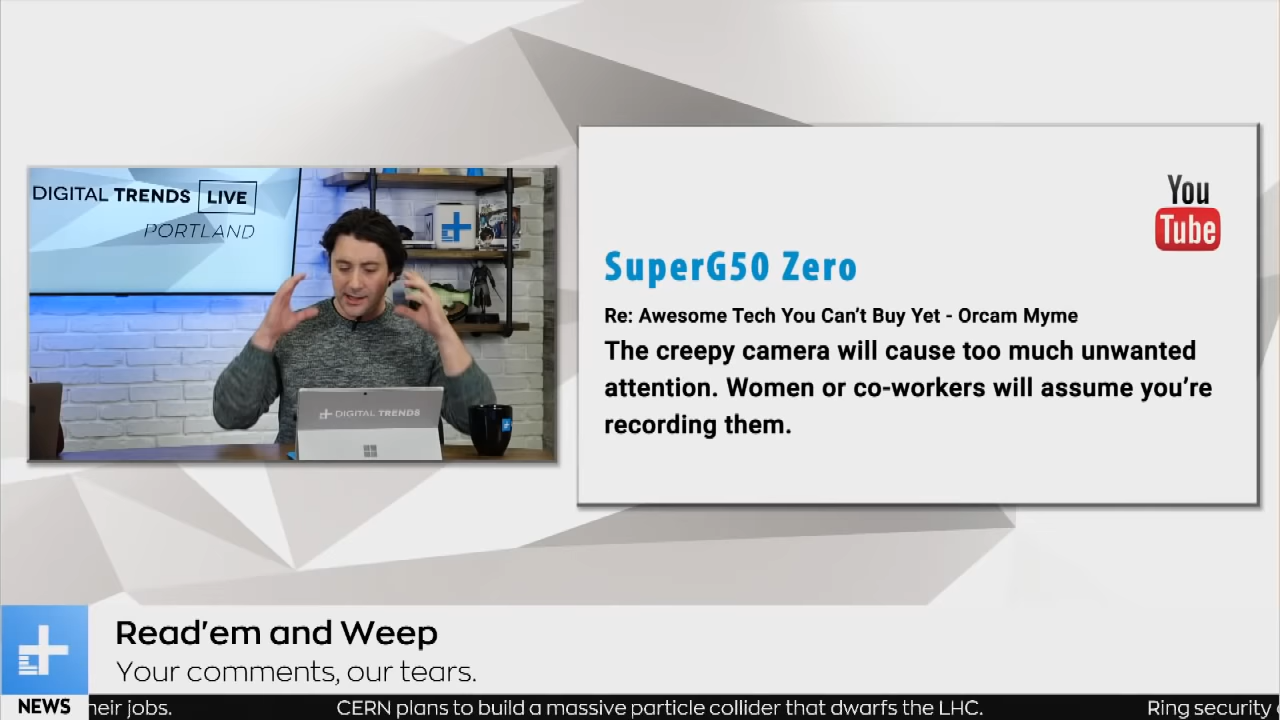 DIGITAL TRENDS LIVE
PORTLAND
DIGITAL TRENDS
You
Tube
SuperG50 Zero
Re: Awesome Tech You Can't Buy Yet - Orcam Myme
The creepy camera will cause too much unwanted
attention. Women or co-workers will assume you're
recording them.
Read'em and Weep
Your comments, our tears.
NEWS
heir jobs. CERN plans to build a massive particle collider that dwarfs the LHC. Ring security